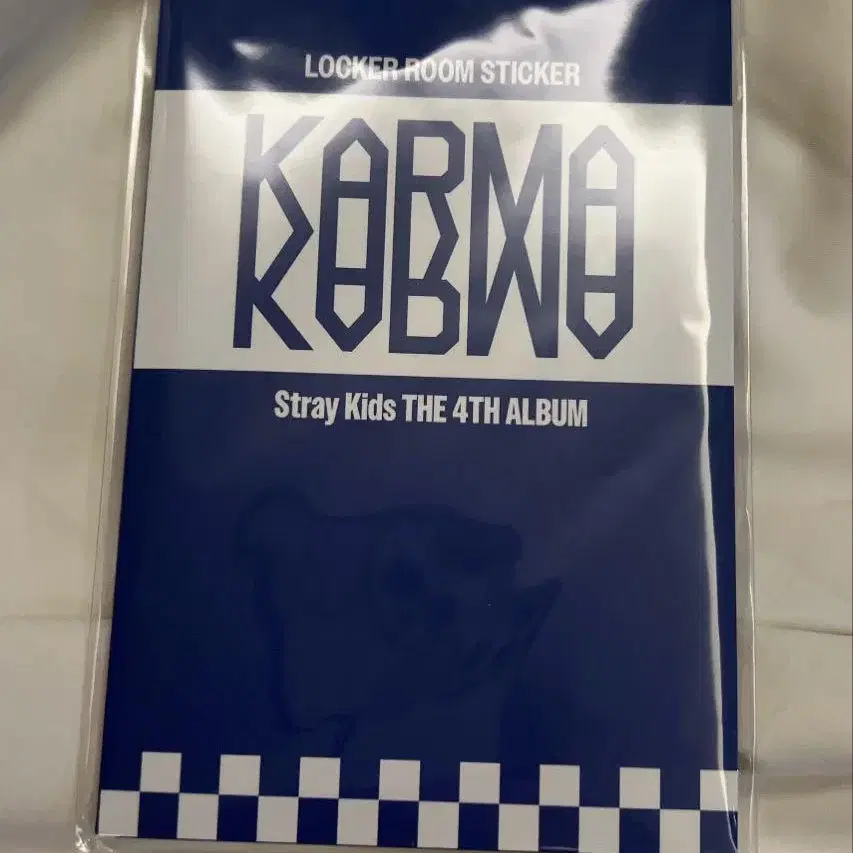 LOCKER ROOM STICKER
KARMA
Stray Kids THE 4TH ALBUM